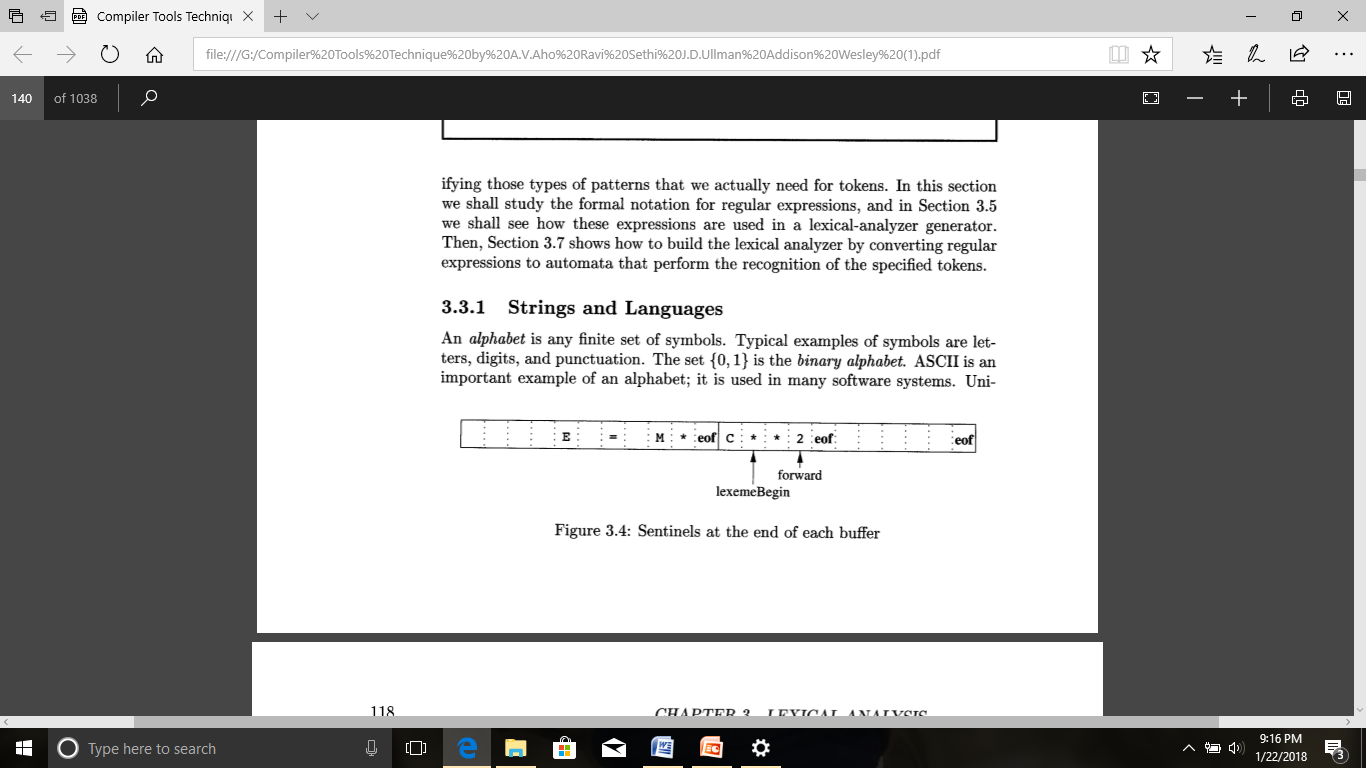 Compiler Tools Techniqu
file:///G:/Compiler%20Tools%20Technique%20by%20A.V.Aho%20Ravi%20Sethi%20J.D.Ullman%20Addison%20Wesley%20(1).pdf
140 of 1038
ifying those types of patterns that we actually need for tokens. In this section
we shall study the formal notation for regular expressions, and in Section 3.5
we shall see how these expressions are used in a lexical-analyzer generator.
Then, Section 3.7 shows how to build the lexical analyzer by converting regular
expressions to automata that perform the recognition of the specified tokens.
3.3.1 Strings and Languages
An alphabet is any finite set of symbols. Typical examples of symbols are let-
ters, digits, and punctuation. The set {0, 1} is the binary alphabet. ASCII is an
important example of an alphabet; it is used in many software systems. Uni-
E = M * eof C * * 2 eof eof
forward
lexemeBegin
Figure 3.4: Sentinels at the end of each buffer
118 CHAPTER 3. LEXICAL ANALYSIS
Type here to search
9:16 PM
1/22/2018
3